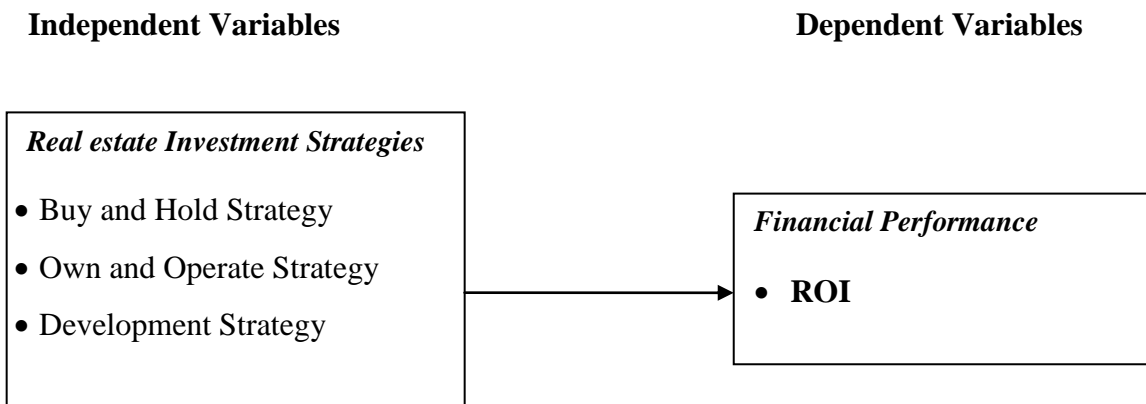 Independent Variables
Dependent Variables
Real estate Investment Strategies
• Buy and Hold Strategy
• Own and Operate Strategy
• Development Strategy
Financial Performance
• ROI